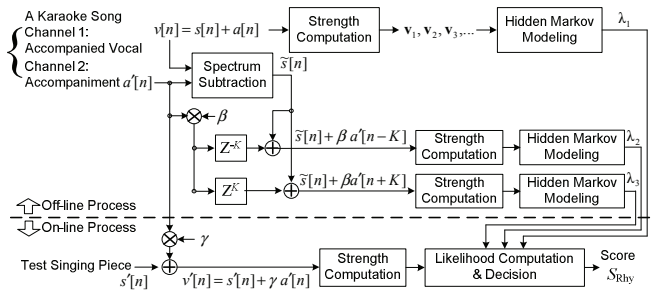 A Karaoke Song
Channel 1:
Accompanied Vocal
Channel 2:
Accompaniment a′[n]
v[n] = s[n] + a[n]
Strength Computation
v₁, v₂, v₃,...
Hidden Markov Modeling
λ₁
Spectrum Subtraction
s̃[n]
β
Z⁻ᴷ
s̃[n] + β a′[n−K]
Strength Computation
Hidden Markov Modeling
λ₂
Zᴷ
s̃[n] + βa′[n+K]
Strength Computation
Hidden Markov Modeling
λ₃
Off-line Process
On-line Process
γ
Test Singing Piece
s′[n]
v′[n] = s′[n] + γ a′[n]
Strength Computation
Likelihood Computation & Decision
Score
S_Rhy